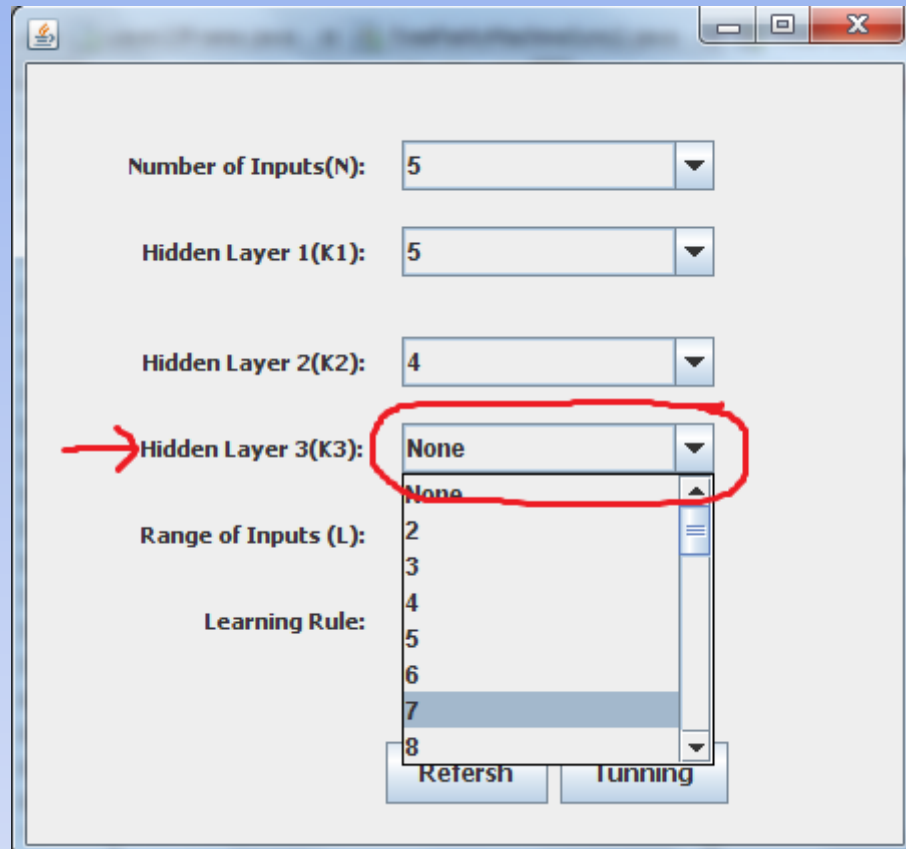 Number of Inputs(N): 5
Hidden Layer 1(K1): 5
Hidden Layer 2(K2): 4
Hidden Layer 3(K3): None
None
2
Range of Inputs (L):
3
4
Learning Rule:
5
6
7
8
Refersh Tunning